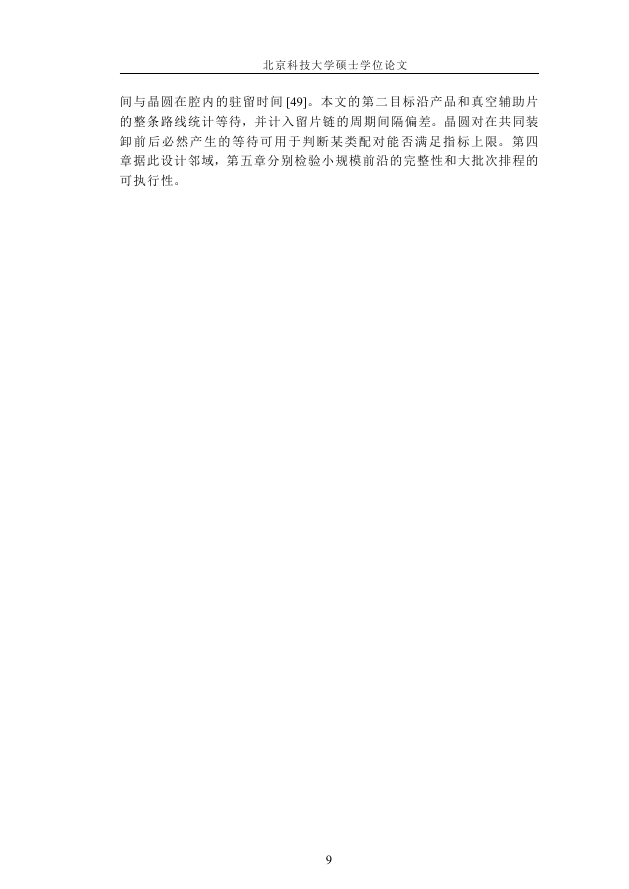 北京科技大学硕士学位论文
间与晶圆在腔内的驻留时间 [49]。本文的第二目标沿产品和真空辅助片
的整条路线统计等待，并计入留片链的周期间隔偏差。晶圆对在共同装
卸前后必然产生的等待可用于判断某类配对能否满足指标上限。第四
章据此设计邻域，第五章分别检验小规模前沿的完整性和大批次排程的
可执行性。
9